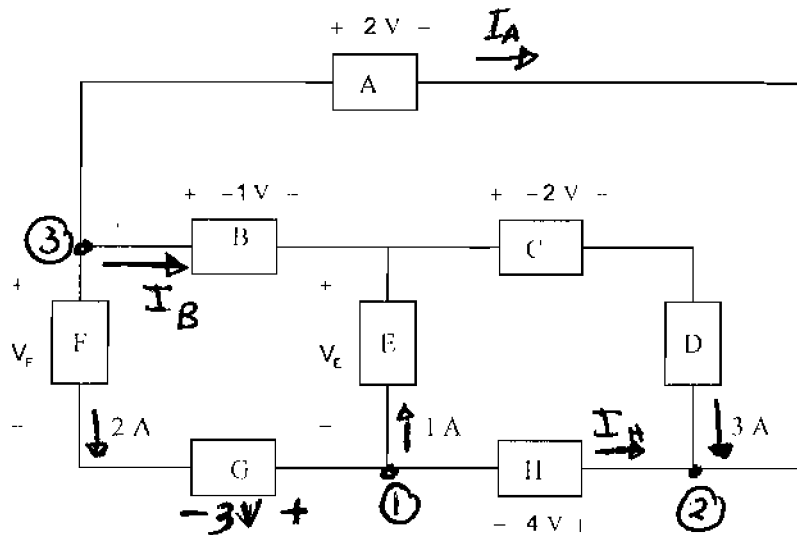 + 2 V − I_A
A
+ −1 V − + −2 V −
③ B C
I_B
+ +
V_F F V_E E D
− 2 A − 1 A I_H 3 A
G H
① ②
− 3V + − 4 V +